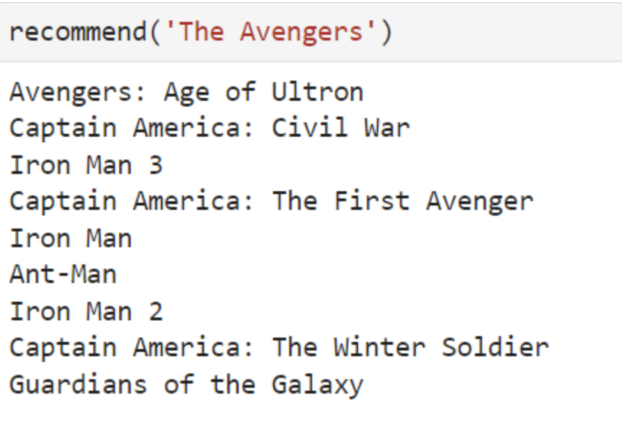 recommend('The Avengers')
Avengers: Age of Ultron
Captain America: Civil War
Iron Man 3
Captain America: The First Avenger
Iron Man
Ant-Man
Iron Man 2
Captain America: The Winter Soldier
Guardians of the Galaxy